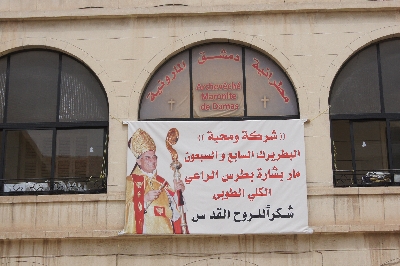 مطرانية دمشق المارونية
Archevêché
Maronite
de Damas
(( شركة ومحبة ))
البطريرك السابع والسبعون
مار بشارة بطرس الراعي
الكلي الطوبى
شكراً للروح القدس